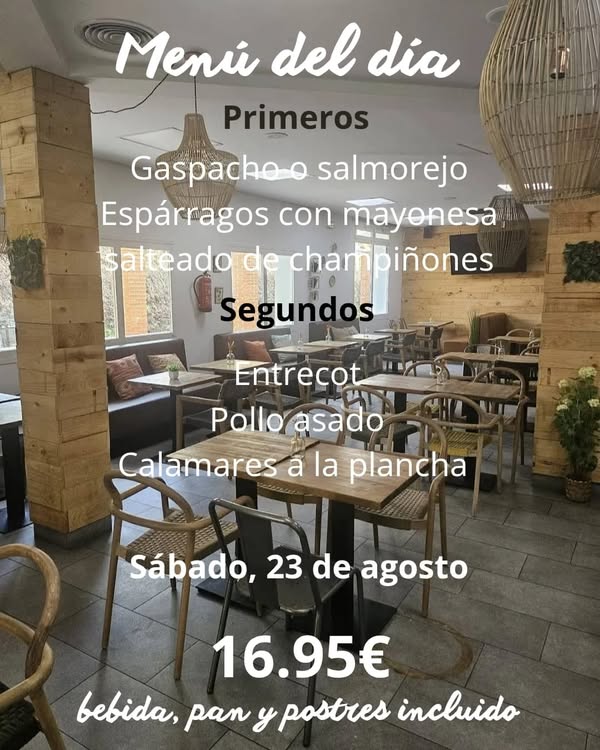 Menú del día
Primeros
Gaspacho o salmorejo
Espárragos con mayonesa
salteado de champiñones
Segundos
Entrecot
Pollo asado
Calamares a la plancha
Sábado, 23 de agosto
16.95€
bebida, pan y postres incluido